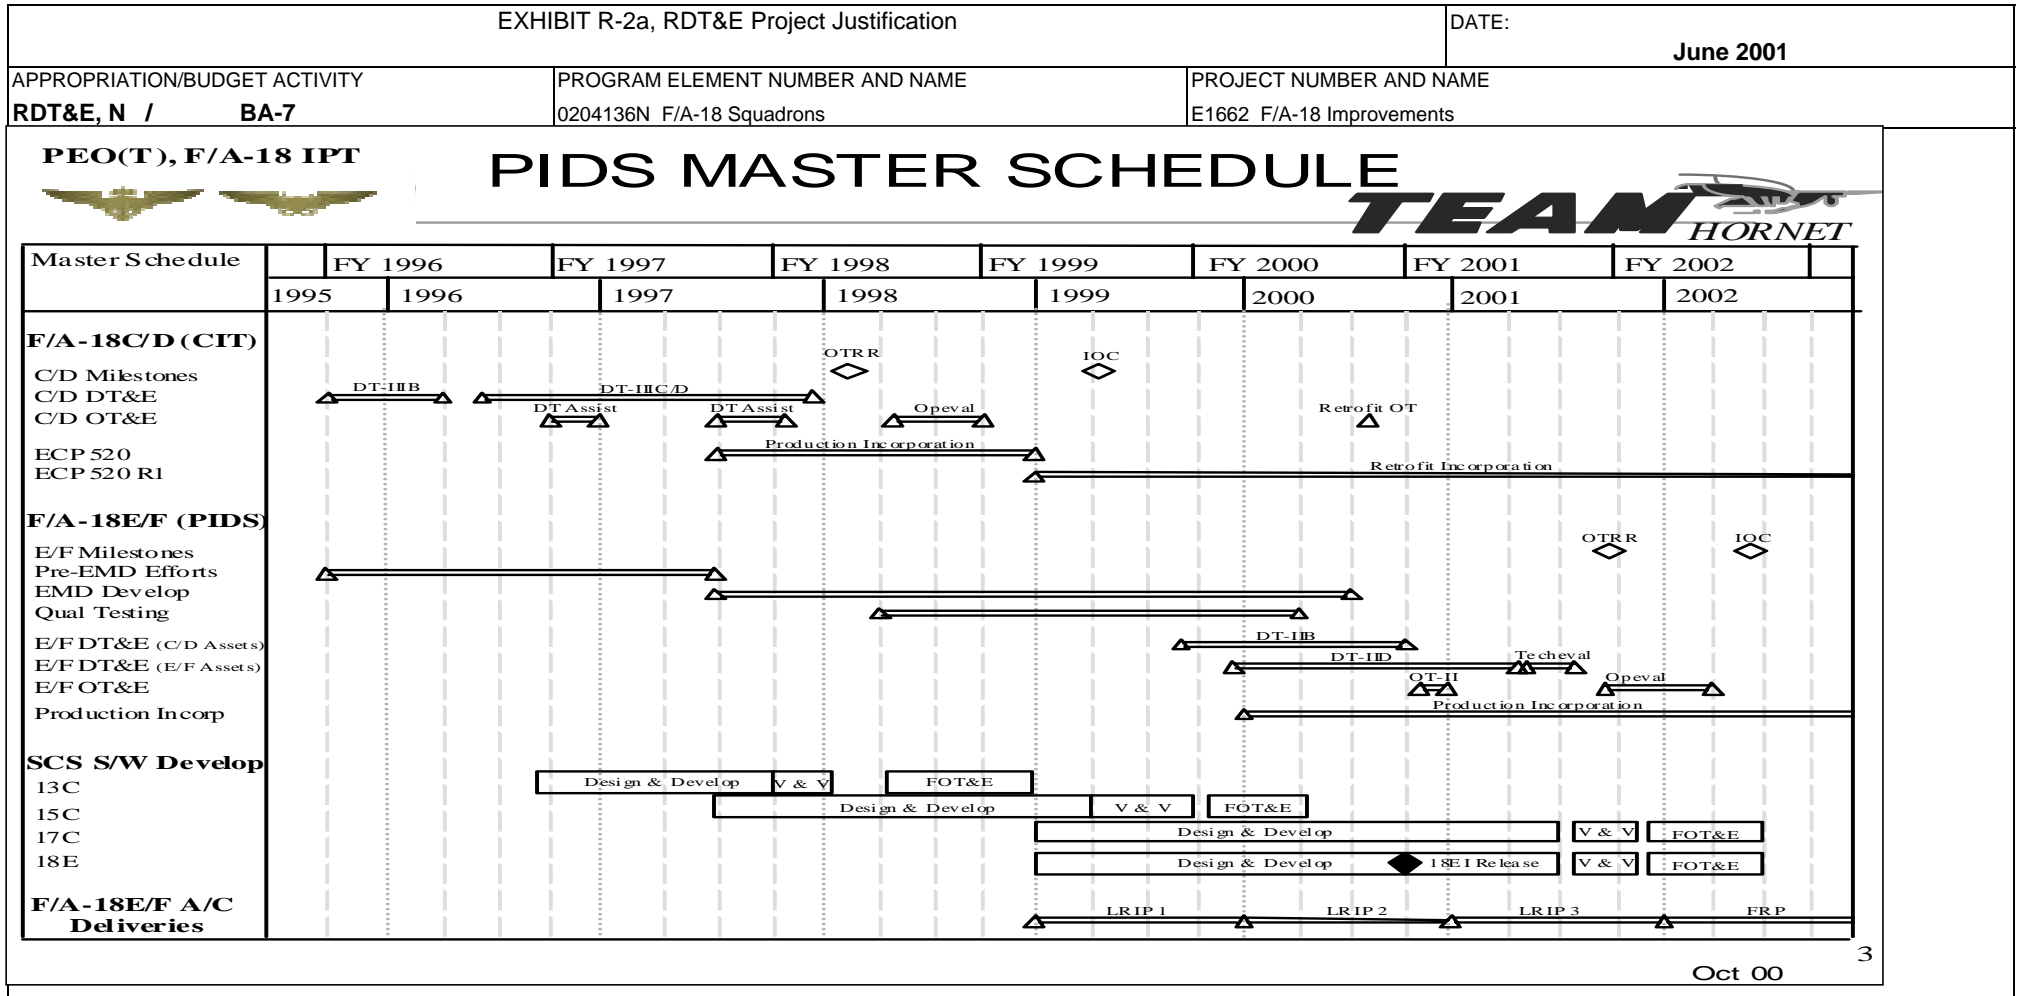 EXHIBIT R-2a, RDT&E Project Justification
DATE:
June 2001
APPROPRIATION/BUDGET ACTIVITY
PROGRAM ELEMENT NUMBER AND NAME
PROJECT NUMBER AND NAME
RDT&E, N / BA-7
0204136N F/A-18 Squadrons
E1662 F/A-18 Improvements
PEO(T), F/A-18 IPT
PIDS MASTER SCHEDULE
TEAM
HORNET
Master Schedule
FY 1996 FY 1997 FY 1998 FY 1999 FY 2000 FY 2001 FY 2002
1995 1996 1997 1998 1999 2000 2001 2002
F/A-18C/D (CIT)
OTRR IOC
C/D Milestones
C/D DT&E DT-IIIB DT-IIIC/D
DT Assist DT Assist Opeval Retrofit OT
C/D OT&E
ECP 520 Production Incorporation
ECP 520 R1 Retrofit Incorporation
F/A-18E/F (PIDS)
OTRR IOC
E/F Milestones
Pre-EMD Efforts
EMD Develop
Qual Testing
E/F DT&E (C/D Assets) DT-IIB
E/F DT&E (E/F Assets) DT-IID Techeval
E/F OT&E OT-II Opeval
Production Incorp Production Incorporation
SCS S/W Develop
13C Design & Develop V & V FOT&E
15C Design & Develop V & V FOT&E
17C Design & Develop V & V FOT&E
18E Design & Develop 18E1 Release V & V FOT&E
F/A-18E/F A/C
Deliveries
LRIP 1 LRIP 2 LRIP 3 FRP
3
Oct 00